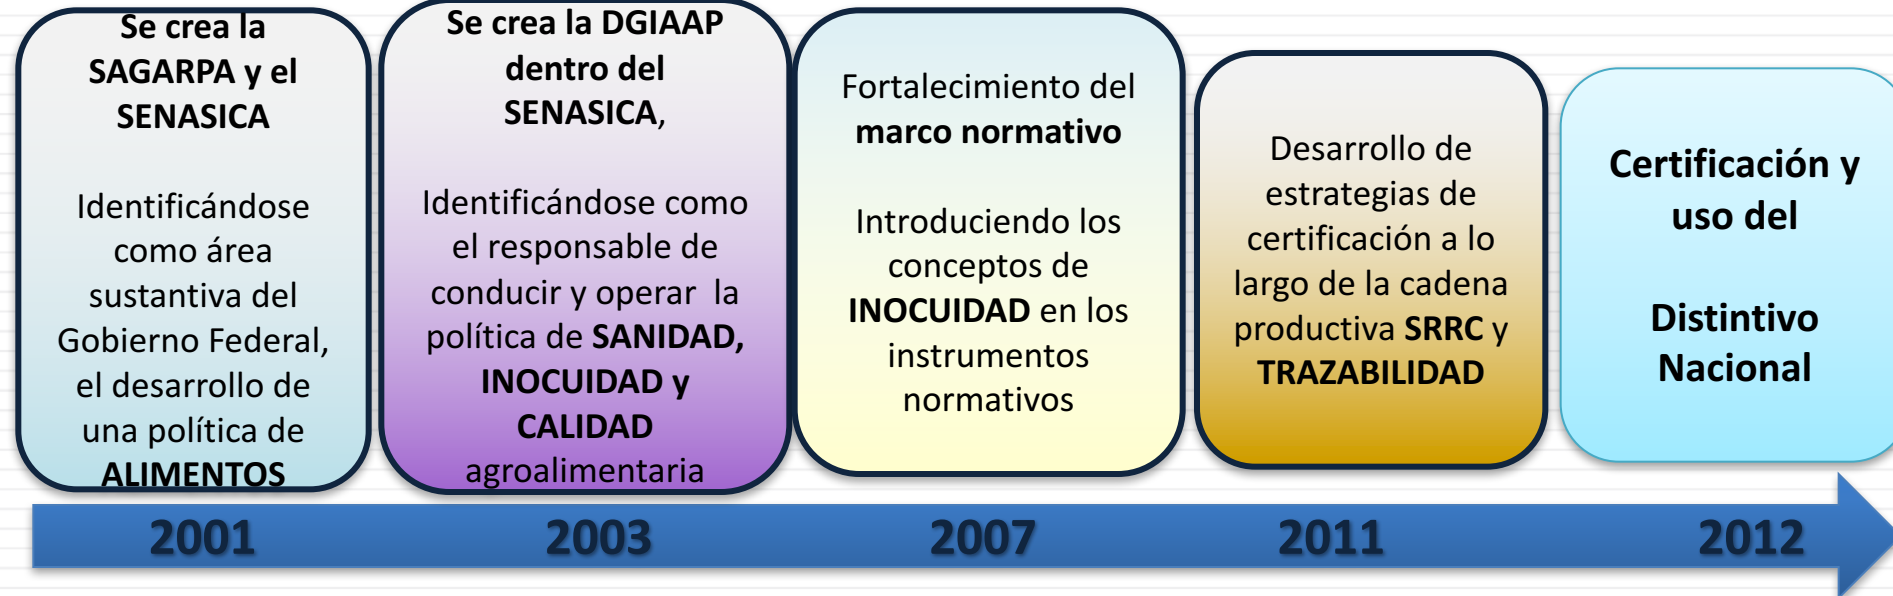 Se crea la
SAGARPA y el
SENASICA
Identificándose
como área
sustantiva del
Gobierno Federal,
el desarrollo de
una política de
ALIMENTOS
Se crea la DGIAAP
dentro del
SENASICA,
Identificándose como
el responsable de
conducir y operar la
política de SANIDAD,
INOCUIDAD y
CALIDAD
agroalimentaria
Fortalecimiento del
marco normativo
Introduciendo los
conceptos de
INOCUIDAD en los
instrumentos
normativos
Desarrollo de
estrategias de
certificación a lo
largo de la cadena
productiva SRRC y
TRAZABILIDAD
Certificación y
uso del
Distintivo
Nacional
2001
2003
2007
2011
2012